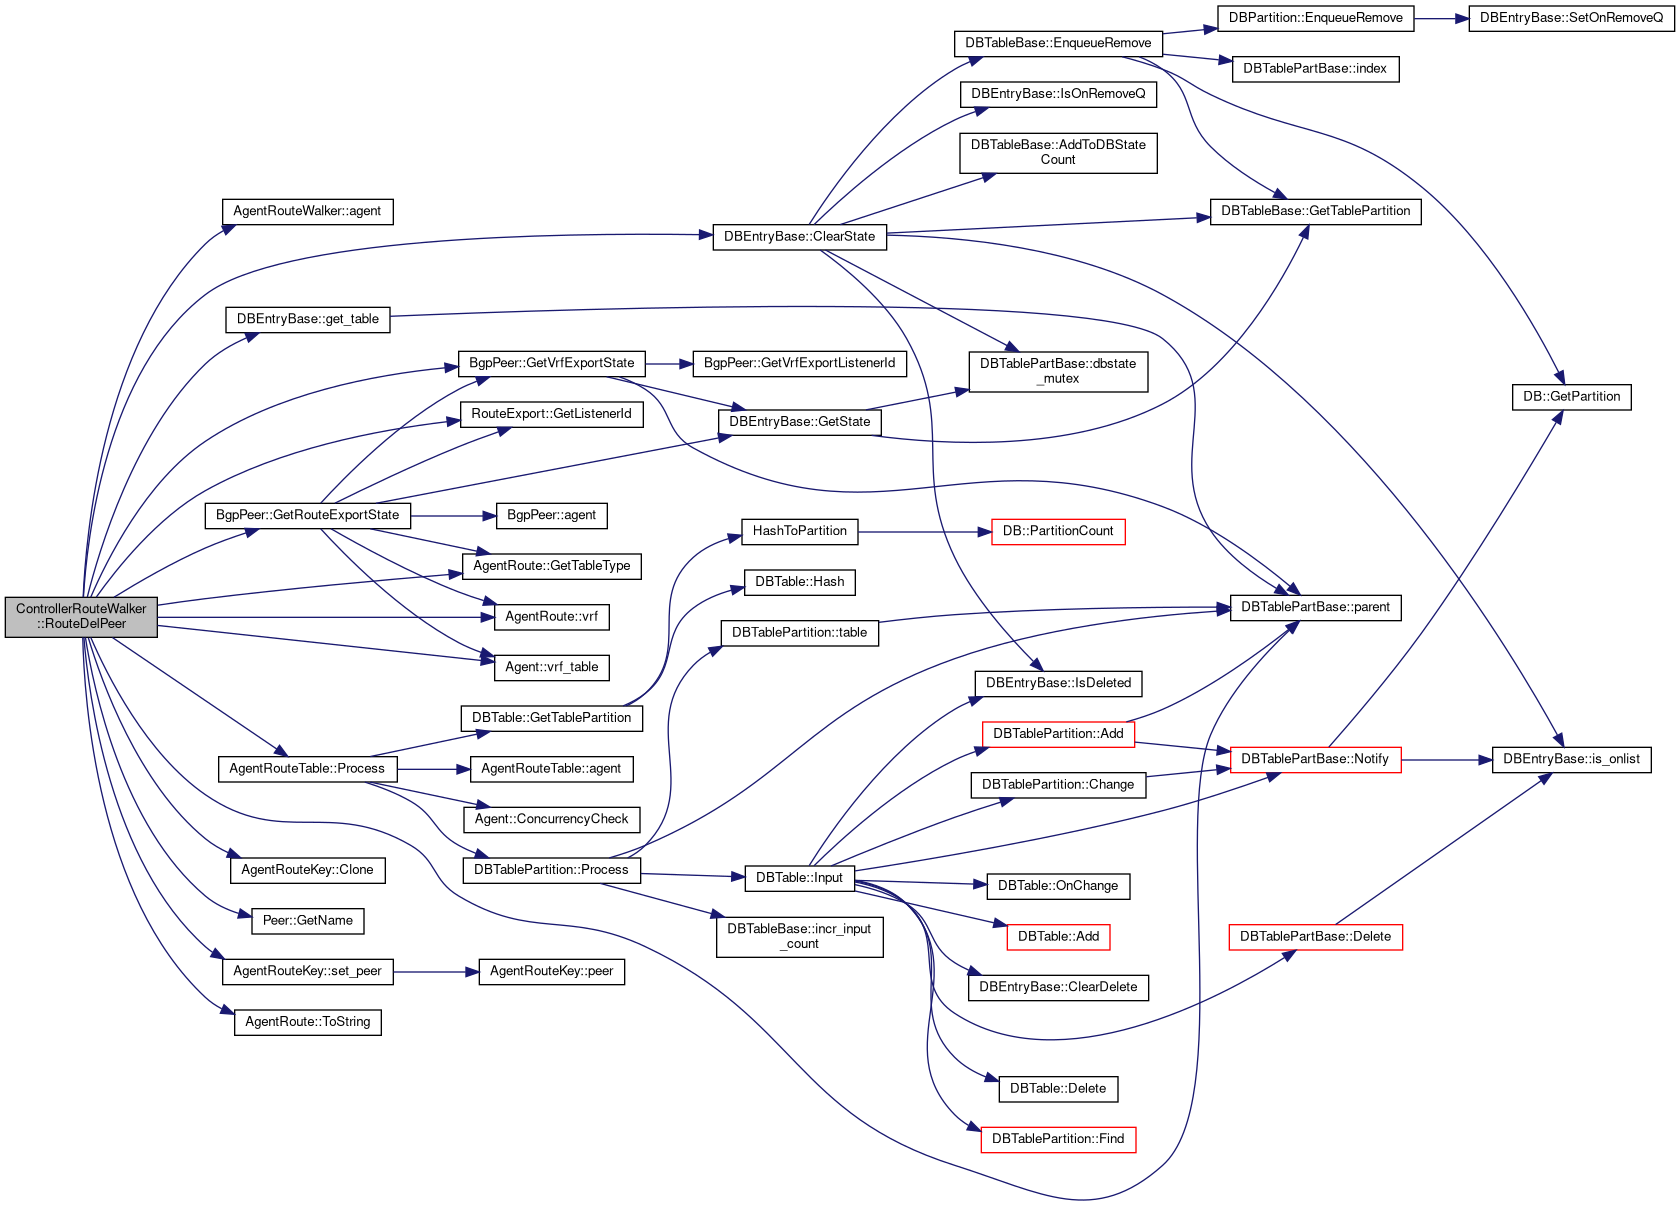 DBPartition::EnqueueRemove
DBEntryBase::SetOnRemoveQ
DBTableBase::EnqueueRemove
DBTablePartBase::index
DBEntryBase::IsOnRemoveQ
DBTableBase::AddToDBState
Count
AgentRouteWalker::agent
DBTableBase::GetTablePartition
DBEntryBase::ClearState
DBEntryBase::get_table
BgpPeer::GetVrfExportState
BgpPeer::GetVrfExportListenerId
DBTablePartBase::dbstate
_mutex
DB::GetPartition
RouteExport::GetListenerId
DBEntryBase::GetState
BgpPeer::GetRouteExportState
BgpPeer::agent
HashToPartition
DB::PartitionCount
AgentRoute::GetTableType
DBTable::Hash
ControllerRouteWalker
::RouteDelPeer
AgentRoute::vrf
DBTablePartBase::parent
DBTablePartition::table
Agent::vrf_table
DBEntryBase::IsDeleted
DBTable::GetTablePartition
DBTablePartition::Add
AgentRouteTable::Process
AgentRouteTable::agent
DBTablePartBase::Notify
DBEntryBase::is_onlist
DBTablePartition::Change
Agent::ConcurrencyCheck
AgentRouteKey::Clone
DBTablePartition::Process
DBTable::Input
DBTable::OnChange
Peer::GetName
DBTableBase::incr_input
_count
DBTable::Add
DBTablePartBase::Delete
AgentRouteKey::set_peer
AgentRouteKey::peer
DBEntryBase::ClearDelete
AgentRoute::ToString
DBTable::Delete
DBTablePartition::Find